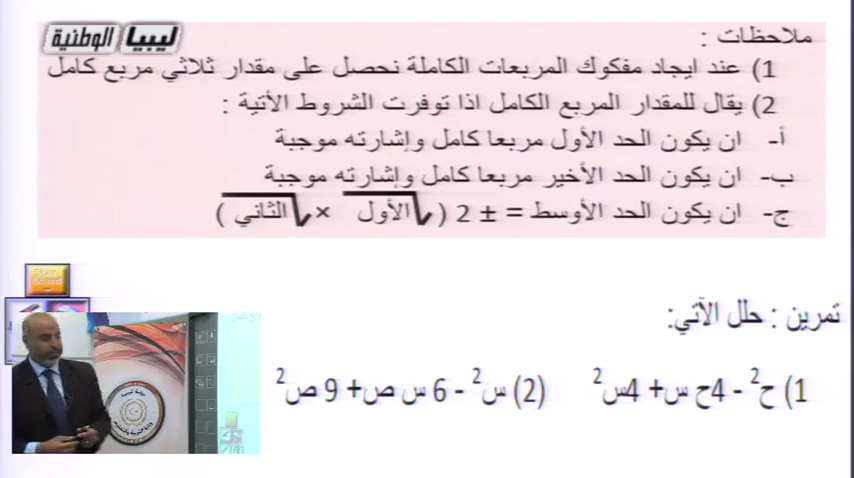 ليبيا الوطنية
ملاحظات :
1) عند ايجاد مفكوك المربعات الكاملة نحصل على مقدار ثلاثي مربع كامل
2) يقال للمقدار المربع الكامل اذا توفرت الشروط الأتية :
أ- ان يكون الحد الأول مربعا كامل وإشارته موجبة
ب- ان يكون الحد الأخير مربعا كامل وإشارته موجبة
ج- ان يكون الحد الأوسط = ± 2 ( √الأول × √الثاني )
تمرين : حلل الآتي:
1) ح² - 4ح س+ 4س² (2) س² - 6 س ص+ 9 ص²
دولة ليبيا